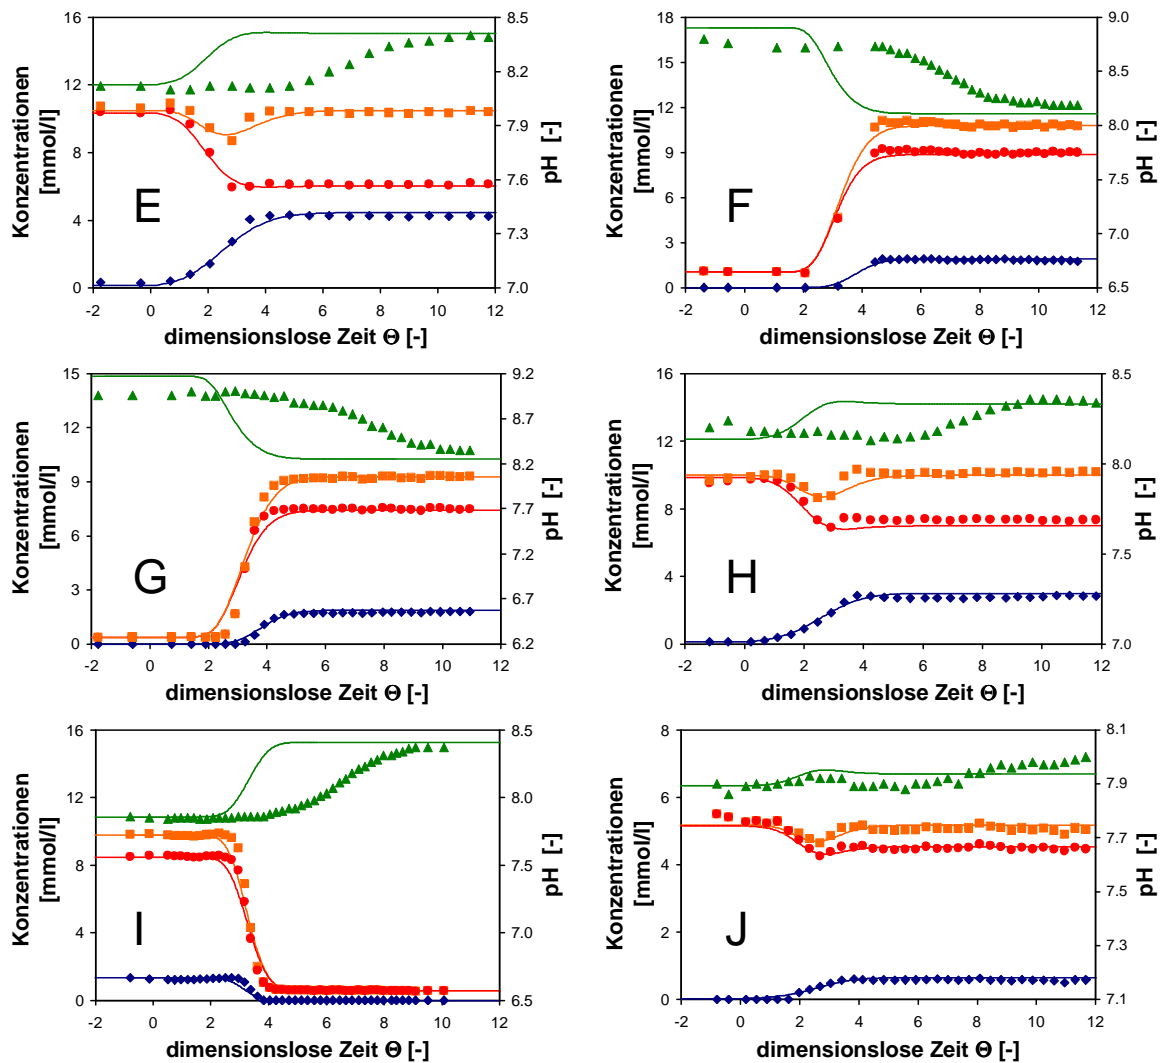 16 12 8 4 0
8.5 8.2 7.9 7.6 7.3 7.0
-2 0 2 4 6 8 10 12
Konzentrationen
[mmol/l]
pH [-]
E
dimensionslose Zeit Θ [-]
18 15 12 9 6 3 0
9.0 8.5 8.0 7.5 7.0 6.5
-2 0 2 4 6 8 10 12
Konzentrationen
[mmol/l]
pH [-]
F
dimensionslose Zeit Θ [-]
15 12 9 6 3 0
9.2 8.7 8.2 7.7 7.2 6.7 6.2
-2 0 2 4 6 8 10 12
Konzentrationen
[mmol/l]
pH [-]
G
dimensionslose Zeit Θ [-]
16 12 8 4 0
8.5 8.0 7.5 7.0
-2 0 2 4 6 8 10 12
Konzentrationen
[mmol/l]
pH [-]
H
dimensionslose Zeit Θ [-]
16 12 8 4 0
8.5 8.0 7.5 7.0 6.5
-2 0 2 4 6 8 10 12
Konzentrationen
[mmol/l]
pH [-]
I
dimensionslose Zeit Θ [-]
8 6 4 2 0
8.1 7.9 7.7 7.5 7.3 7.1
-2 0 2 4 6 8 10 12
Konzentrationen
[mmol/l]
pH [-]
J
dimensionslose Zeit Θ [-]